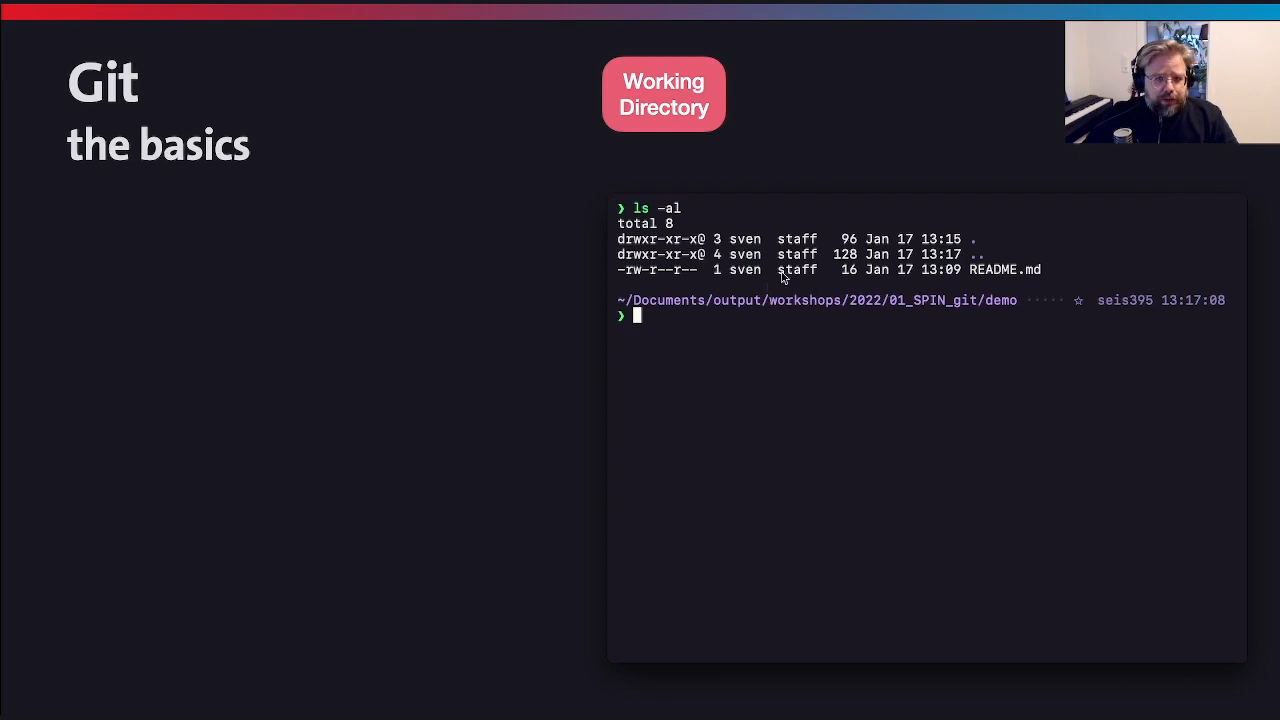 Git
the basics
Working
Directory
❯ ls -al
total 8
drwxr-xr-x@ 3 sven  staff   96 Jan 17 13:15 .
drwxr-xr-x@ 4 sven  staff  128 Jan 17 13:17 ..
-rw-r--r--  1 sven  staff   16 Jan 17 13:09 README.md
~/Documents/output/workshops/2022/01_SPIN_git/demo ····· ☆ seis395 13:17:08
❯